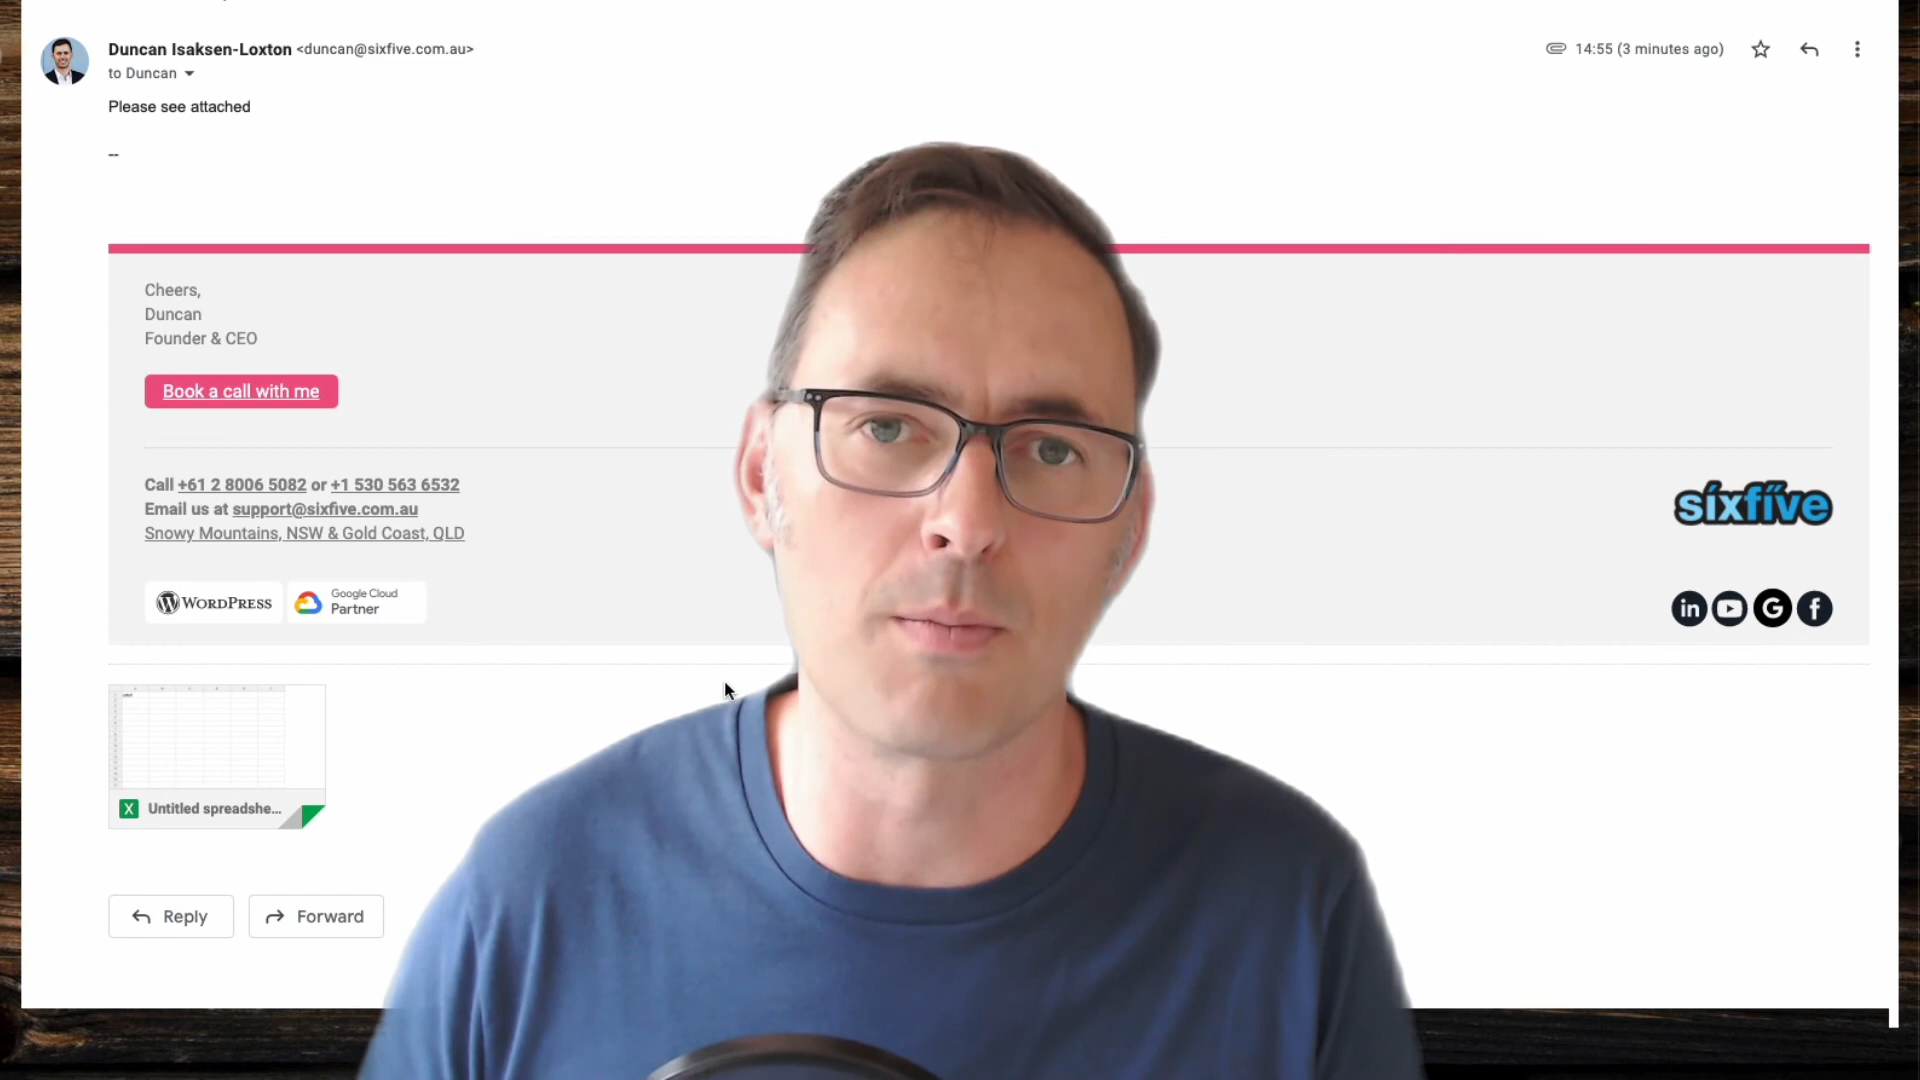 Duncan Isaksen-Loxton <duncan@sixfive.com.au>
14:55 (3 minutes ago)
to Duncan
Please see attached
--
Cheers,
Duncan
Founder & CEO
Book a call with me
Call +61 2 8006 5082 or +1 530 563 6532
Email us at support@sixfive.com.au
Snowy Mountains, NSW & Gold Coast, QLD
síxfíve
WORDPRESS
Google Cloud
Partner
in
G
f
X Untitled spreadshe...
Reply
Forward